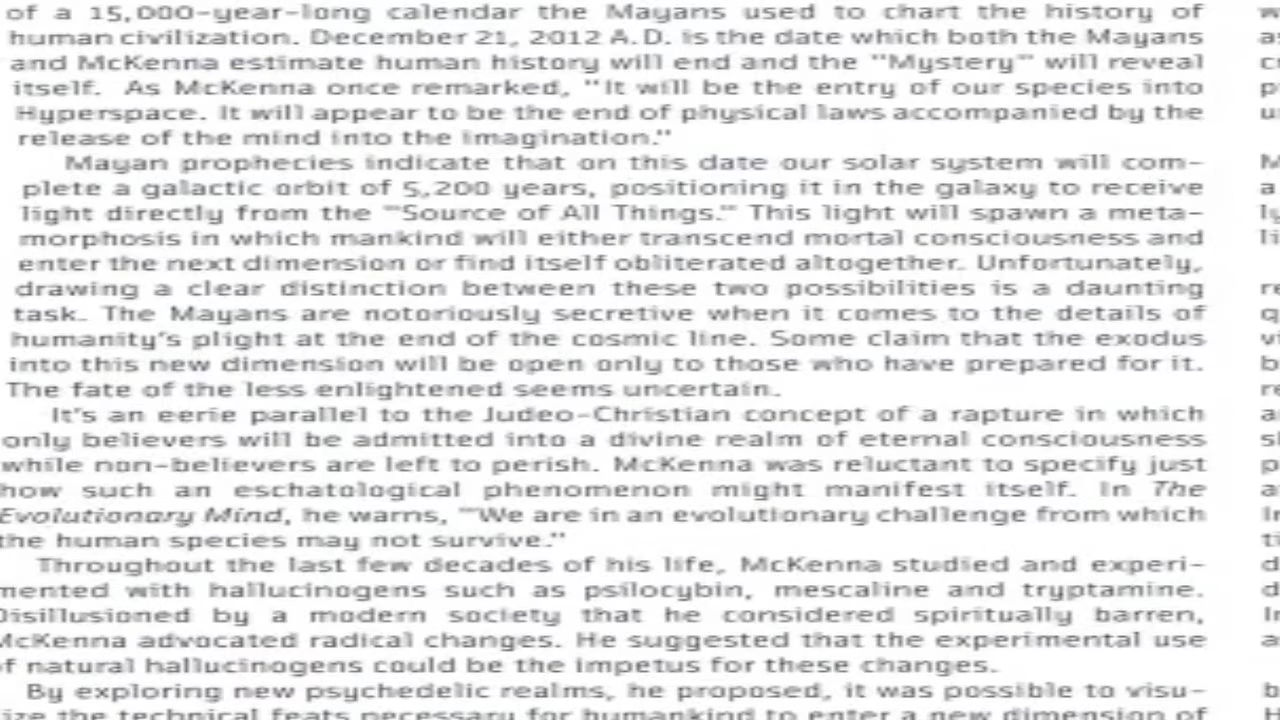 of a 15,000-year-long calendar the Mayans used to chart the history of
human civilization. December 21, 2012 A.D. is the date which both the Mayans
and McKenna estimate human history will end and the "Mystery" will reveal
itself. As McKenna once remarked, "It will be the entry of our species into
Hyperspace. It will appear to be the end of physical laws accompanied by the
release of the mind into the imagination."
Mayan prophecies indicate that on this date our solar system will com-
plete a galactic orbit of 5,200 years, positioning it in the galaxy to receive
light directly from the "Source of All Things." This light will spawn a meta-
morphosis in which mankind will either transcend mortal consciousness and
enter the next dimension or find itself obliterated altogether. Unfortunately,
drawing a clear distinction between these two possibilities is a daunting
task. The Mayans are notoriously secretive when it comes to the details of
humanity's plight at the end of the cosmic line. Some claim that the exodus
into this new dimension will be open only to those who have prepared for it.
The fate of the less enlightened seems uncertain.
It's an eerie parallel to the Judeo-Christian concept of a rapture in which
only believers will be admitted into a divine realm of eternal consciousness
while non-believers are left to perish. McKenna was reluctant to specify just
how such an eschatological phenomenon might manifest itself. In The
Evolutionary Mind, he warns, "We are in an evolutionary challenge from which
the human species may not survive."
Throughout the last few decades of his life, McKenna studied and experi-
mented with hallucinogens such as psilocybin, mescaline and tryptamine.
Disillusioned by a modern society that he considered spiritually barren,
McKenna advocated radical changes. He suggested that the experimental use
of natural hallucinogens could be the impetus for these changes.
By exploring new psychedelic realms, he proposed, it was possible to visu-
ize the technical feats necessary for humankind to enter a new dimension of